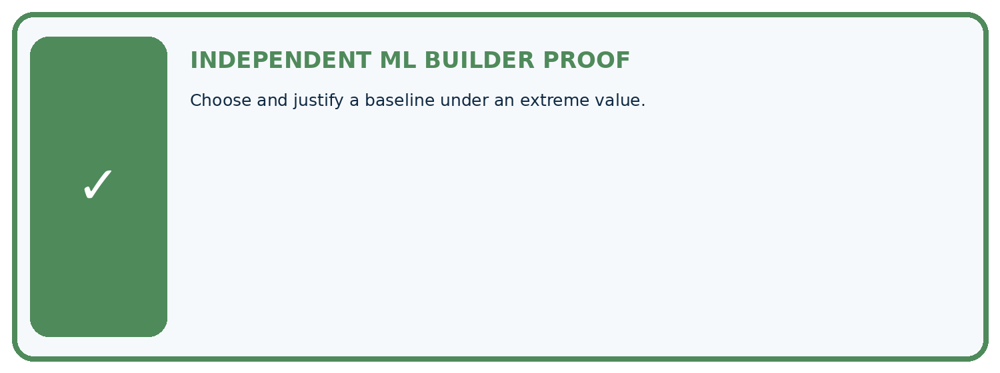 INDEPENDENT ML BUILDER PROOF
Choose and justify a baseline under an extreme value.
✓